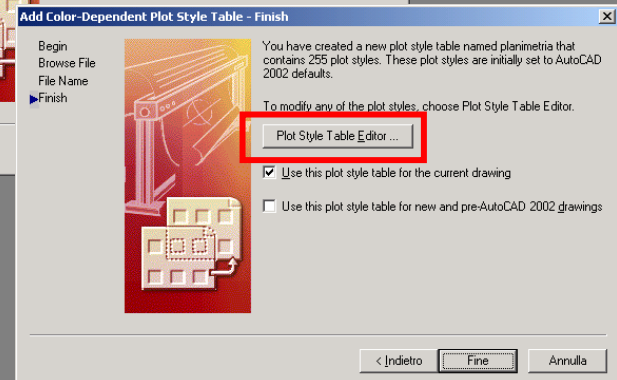 Add Color-Dependent Plot Style Table - Finish
Begin
Browse File
File Name
Finish
You have created a new plot style table named planimetria that
contains 255 plot styles. These plot styles are initially set to AutoCAD
2002 defaults.
To modify any of the plot styles, choose Plot Style Table Editor.
Plot Style Table Editor ...
Use this plot style table for the current drawing
Use this plot style table for new and pre-AutoCAD 2002 drawings
< Indietro
Fine
Annulla